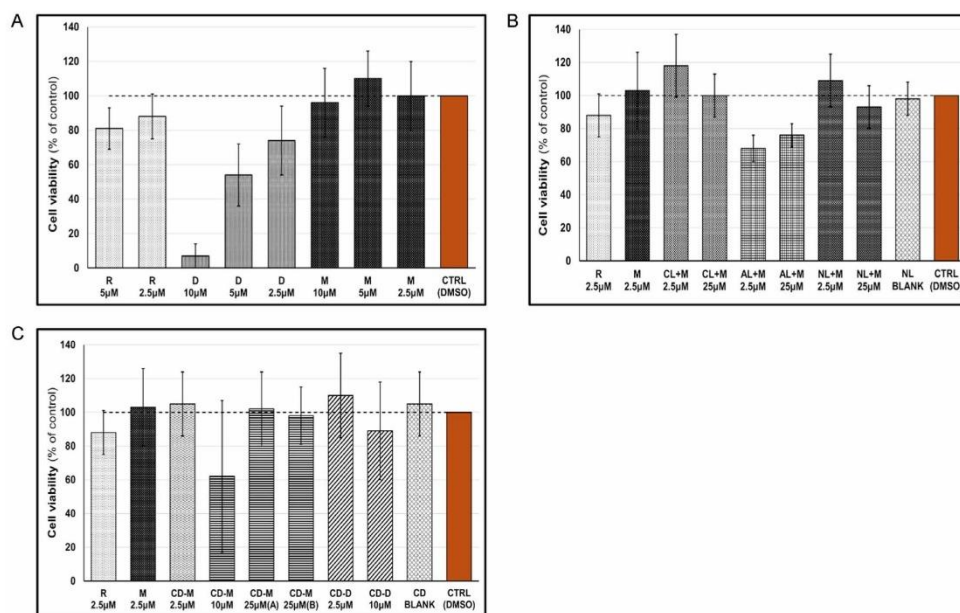 A
Cell viability (% of control)
140
120
100
80
60
40
20
0
R R D D D M M M CTRL
5µM 2.5µM 10µM 5µM 2.5µM 10µM 5µM 2.5µM (DMSO)
B
Cell viability (% of control)
140
120
100
80
60
40
20
0
R M CL+M CL+M AL+M AL+M NL+M NL+M NL CTRL
2.5µM 2.5µM 2.5µM 25µM 2.5µM 25µM 2.5µM 25µM BLANK (DMSO)
C
Cell viability (% of control)
140
120
100
80
60
40
20
0
R M CD-M CD-M CD-M CD-M CD-D CD-D CD CTRL
2.5µM 2.5µM 2.5µM 10µM 25µM(A) 25µM(B) 2.5µM 10µM BLANK (DMSO)